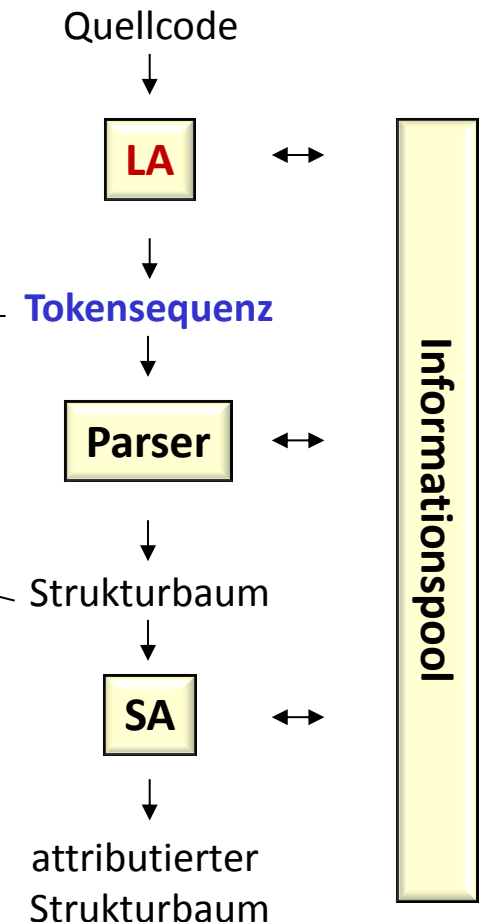 Quellcode
LA
Tokensequenz
Parser
Strukturbaum
SA
attributierter
Strukturbaum
Informationspool